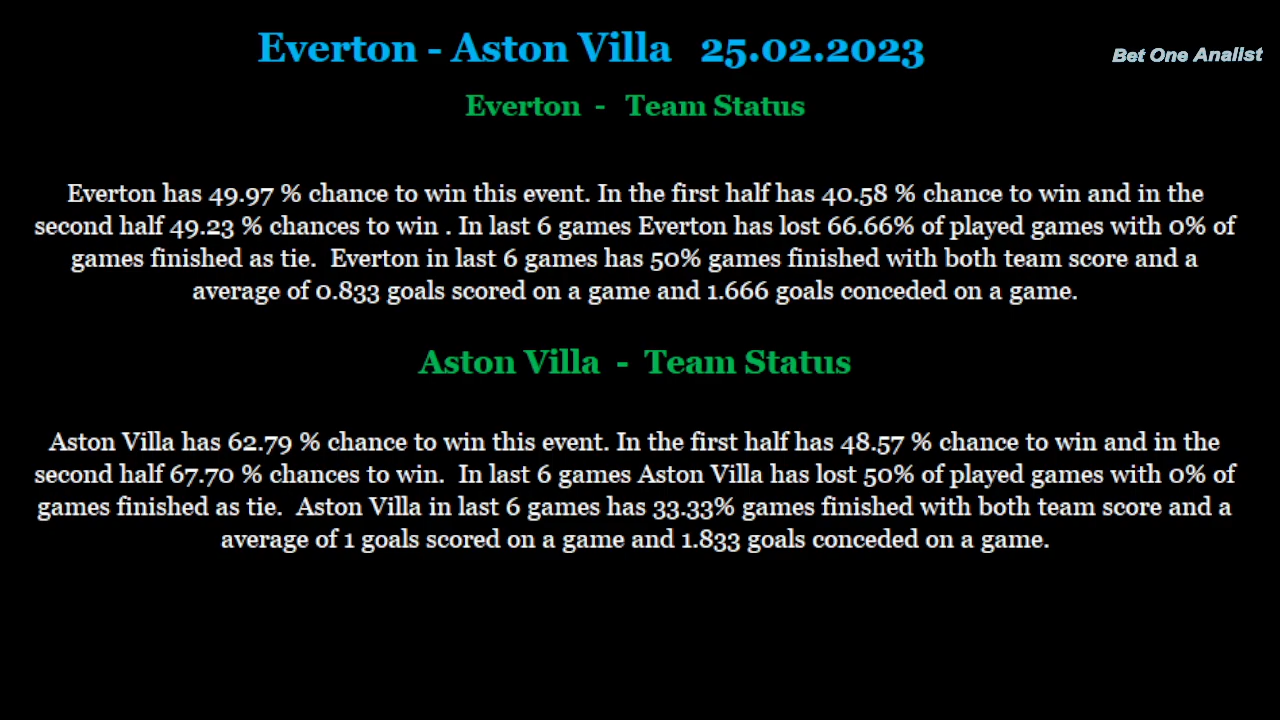 Everton - Aston Villa 25.02.2023
Bet One Analist
Everton - Team Status
Everton has 49.97 % chance to win this event. In the first half has 40.58 % chance to win and in the
second half 49.23 % chances to win . In last 6 games Everton has lost 66.66% of played games with 0% of
games finished as tie. Everton in last 6 games has 50% games finished with both team score and a
average of 0.833 goals scored on a game and 1.666 goals conceded on a game.
Aston Villa - Team Status
Aston Villa has 62.79 % chance to win this event. In the first half has 48.57 % chance to win and in the
second half 67.70 % chances to win. In last 6 games Aston Villa has lost 50% of played games with 0% of
games finished as tie. Aston Villa in last 6 games has 33.33% games finished with both team score and a
average of 1 goals scored on a game and 1.833 goals conceded on a game.